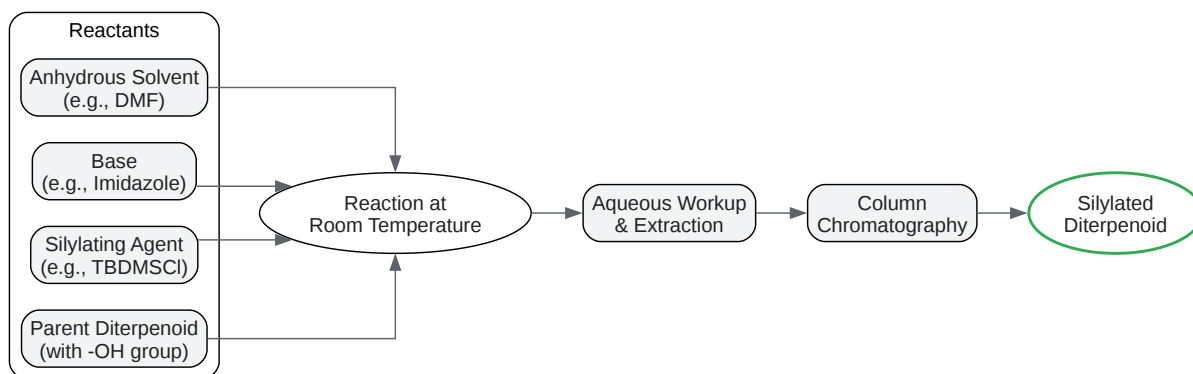 Reactants
Anhydrous Solvent
(e.g., DMF)
Base
(e.g., Imidazole)
Silylating Agent
(e.g., TBDMSCl)
Parent Diterpenoid
(with -OH group)
Reaction at
Room Temperature
Aqueous Workup
& Extraction
Column
Chromatography
Silylated
Diterpenoid